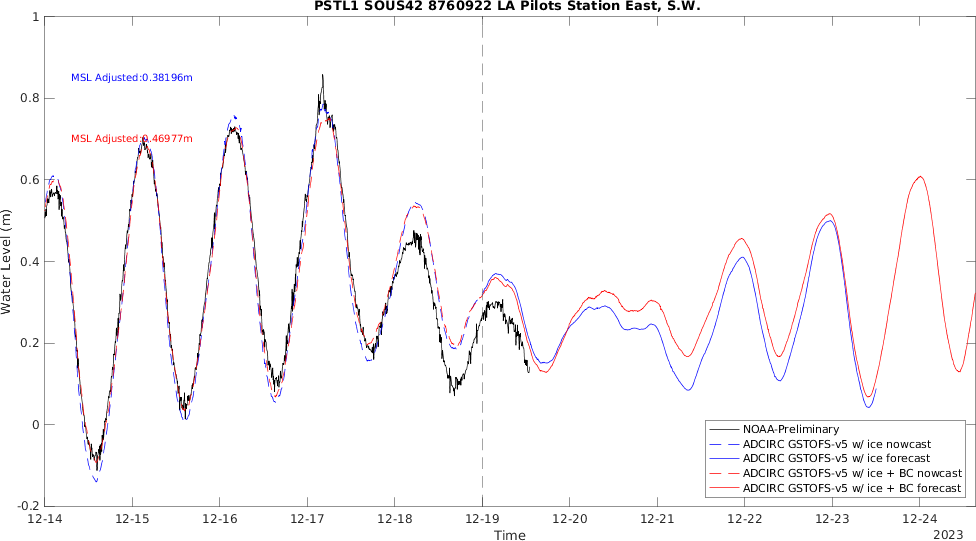 PSTL1 SOUS42 8760922 LA Pilots Station East, S.W.
1
0.8
0.6
0.4
0.2
0
-0.2
Water Level (m)
MSL Adjusted:0.38196m
MSL Adjusted:0.46977m
NOAA-Preliminary
ADCIRC GSTOFS-v5 w/ ice nowcast
ADCIRC GSTOFS-v5 w/ ice forecast
ADCIRC GSTOFS-v5 w/ ice + BC nowcast
ADCIRC GSTOFS-v5 w/ ice + BC forecast
12-14 12-15 12-16 12-17 12-18 12-19 12-20 12-21 12-22 12-23 12-24
Time
2023